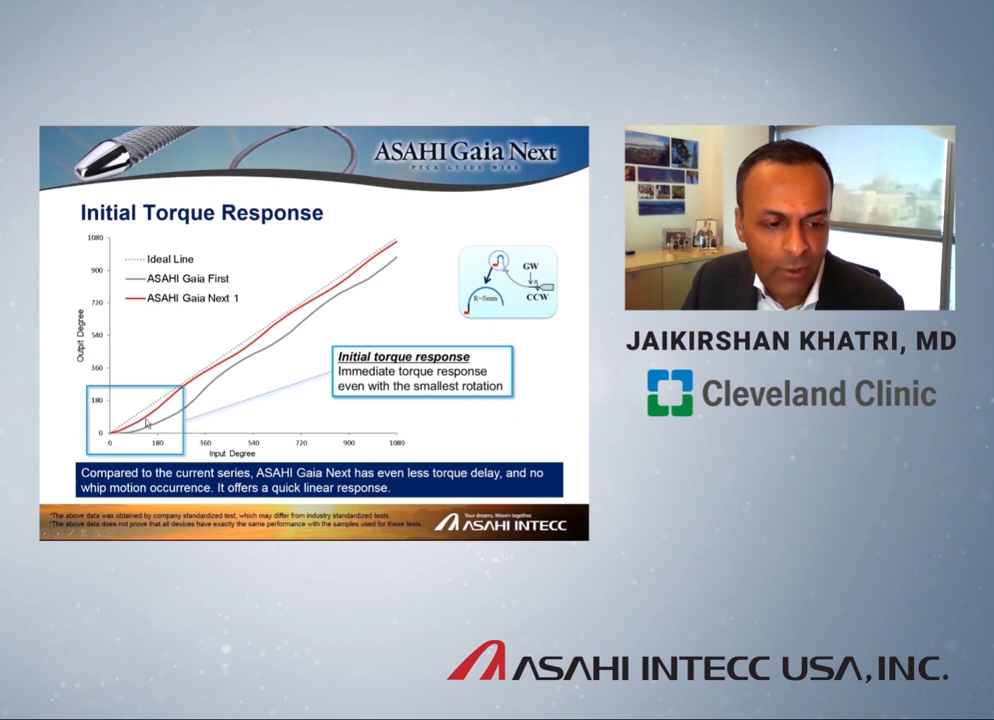 ASAHI Gaia Next
PTCA GUIDE WIRE
Initial Torque Response
1080
900
720
540
360
180
0
Outpit Degree
Ideal Line
ASAHI Gaia First
ASAHI Gaia Next 1
GW
CCW
R=5mm
Initial torque response
Immediate torque response
even with the smallest rotation
0
180
360
540
720
900
1080
Input Degree
Compared to the current series, ASAHI Gaia Next has even less torque delay, and no
whip motion occurrence. It offers a quick linear response.
*The above data was obtained by company standardized test, which may differ from industry standardized tests.
*The above data does not prove that all devices have exactly the same performance with the samples used for these tests.
Your dreams. Woven together.
ASAHI INTECC
JAIKIRSHAN KHATRI, MD
Cleveland Clinic
ASAHI INTECC USA, INC.